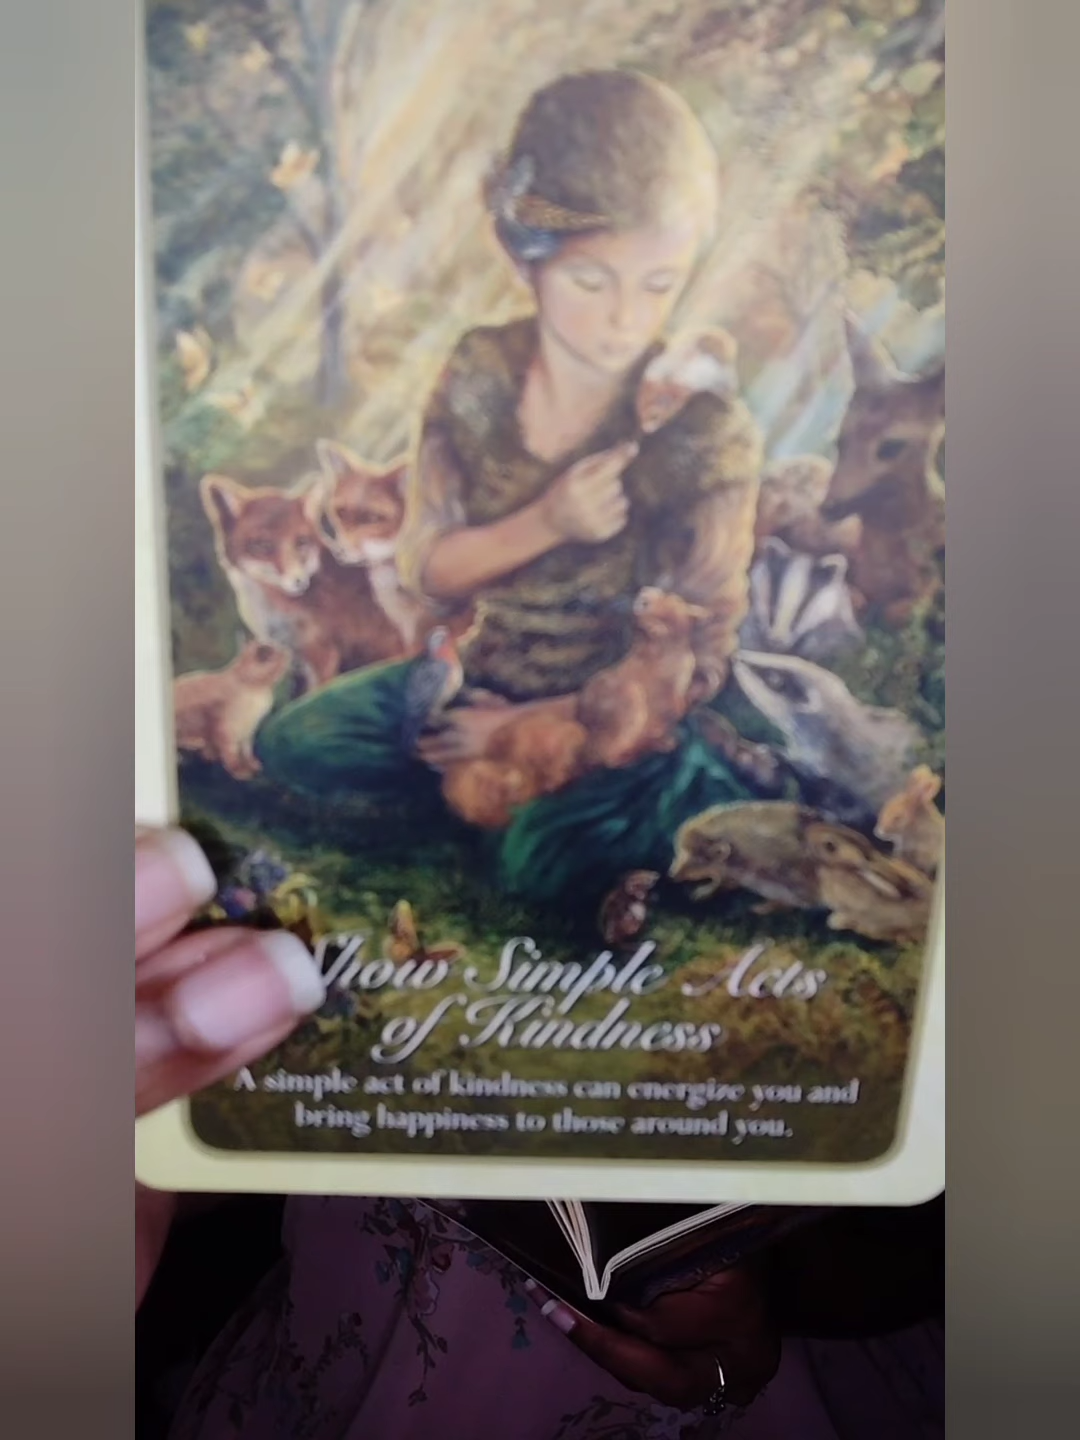 Show Simple Acts
of Kindness
A simple act of kindness can energize you and
bring happiness to those around you.